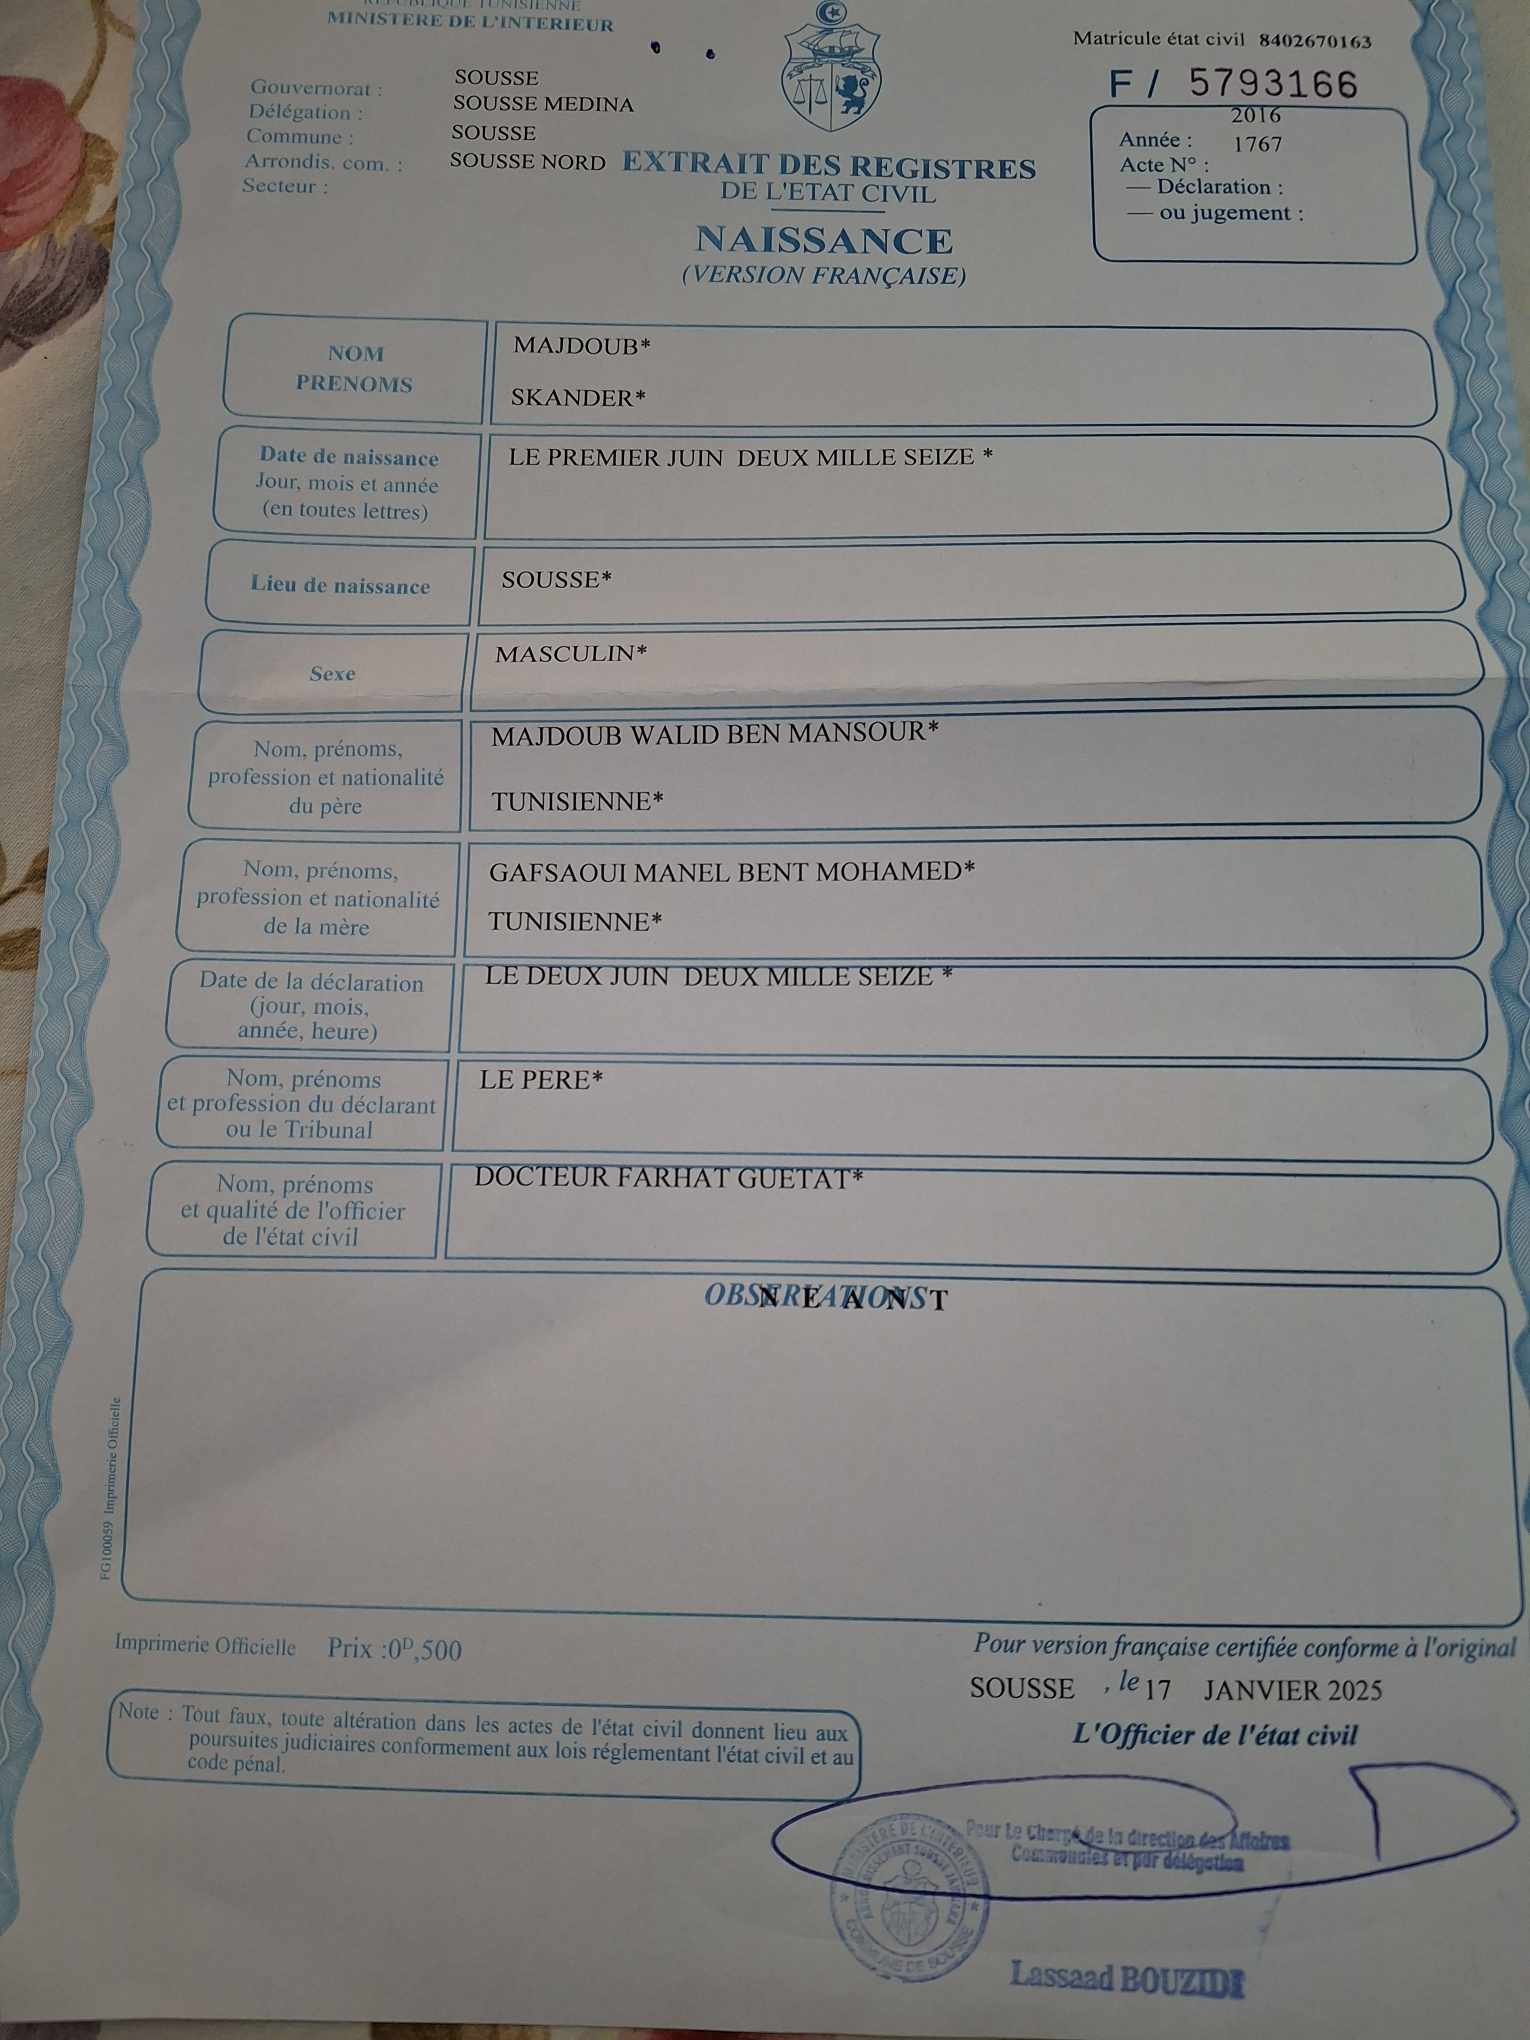 REPUBLIQUE TUNISIENNE
MINISTERE DE L'INTERIEUR
Matricule état civil 8402670163
F / 5793166
Gouvernorat : SOUSSE
Délégation : SOUSSE MEDINA
Commune : SOUSSE
Arrondis. com. : SOUSSE NORD
Secteur :
EXTRAIT DES REGISTRES
DE L'ETAT CIVIL
NAISSANCE
(VERSION FRANÇAISE)
2016
Année : 1767
Acte N° :
— Déclaration :
— ou jugement :
NOM
PRENOMS
MAJDOUB*
SKANDER*
Date de naissance
Jour, mois et année
(en toutes lettres)
LE PREMIER JUIN DEUX MILLE SEIZE *
Lieu de naissance
SOUSSE*
Sexe
MASCULIN*
Nom, prénoms,
profession et nationalité
du père
MAJDOUB WALID BEN MANSOUR*
TUNISIENNE*
Nom, prénoms,
profession et nationalité
de la mère
GAFSAOUI MANEL BENT MOHAMED*
TUNISIENNE*
Date de la déclaration
(jour, mois,
année, heure)
LE DEUX JUIN DEUX MILLE SEIZE *
Nom, prénoms
et profession du déclarant
ou le Tribunal
LE PERE*
Nom, prénoms
et qualité de l'officier
de l'état civil
DOCTEUR FARHAT GUETAT*
OBSERVATIONS
N E A N T
FG100059 Imprimerie Officielle
Imprimerie Officielle Prix :0D,500
Note : Tout faux, toute altération dans les actes de l'état civil donnent lieu aux
poursuites judiciaires conformement aux lois réglementant l'état civil et au
code pénal.
Pour version française certifiée conforme à l'original
SOUSSE , le 17 JANVIER 2025
L'Officier de l'état civil
Pour Le Chargé de la direction des Affaires
Communales et par délégation
MINISTÈRE DE L'INTERIEUR
COMMUNE DE SOUSSE
Lassaad BOUZIDI